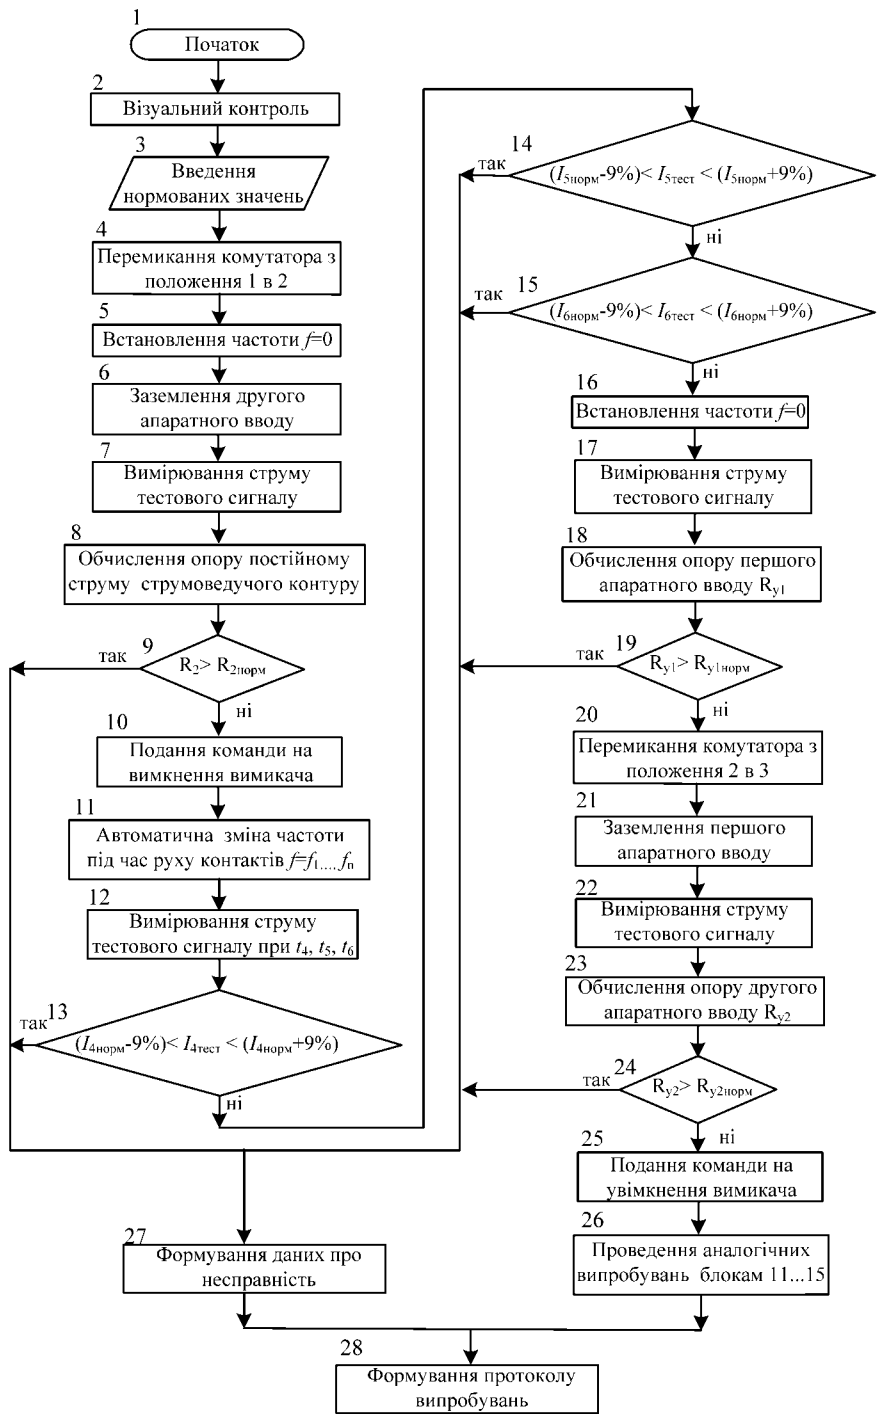 1
Початок
2
Візуальний контроль
3
Введення
нормованих значень
4
Перемикання комутатора з
положення 1 в 2
5
Встановлення частоти f=0
6
Заземлення другого
апаратного вводу
7
Вимірювання струму
тестового сигналу
8
Обчислення опору постійному
струму струмоведучого контуру
9
так
R2> R2норм
ні
10
Подання команди на
вимкнення вимикача
11
Автоматична зміна частоти
під час руху контактів f=f1....fn
12
Вимірювання струму
тестового сигналу при t4, t5, t6
13
так
(I4норм-9%)< I4тест < (I4норм+9%)
ні
14
так
(I5норм-9%)< I5тест < (I5норм+9%)
ні
15
так
(I6норм-9%)< I6тест < (I6норм+9%)
ні
16
Встановлення частоти f=0
17
Вимірювання струму
тестового сигналу
18
Обчислення опору першого
апаратного вводу Rу1
19
так
Rу1> Rу1норм
ні
20
Перемикання комутатора з
положення 2 в 3
21
Заземлення першого
апаратного вводу
22
Вимірювання струму
тестового сигналу
23
Обчислення опору другого
апаратного вводу Rу2
24
так
Rу2> Rу2норм
ні
25
Подання команди на
увімкнення вимикача
26
Проведення аналогічних
випробувань блокам 11...15
27
Формування даних про
несправність
28
Формування протоколу
випробувань